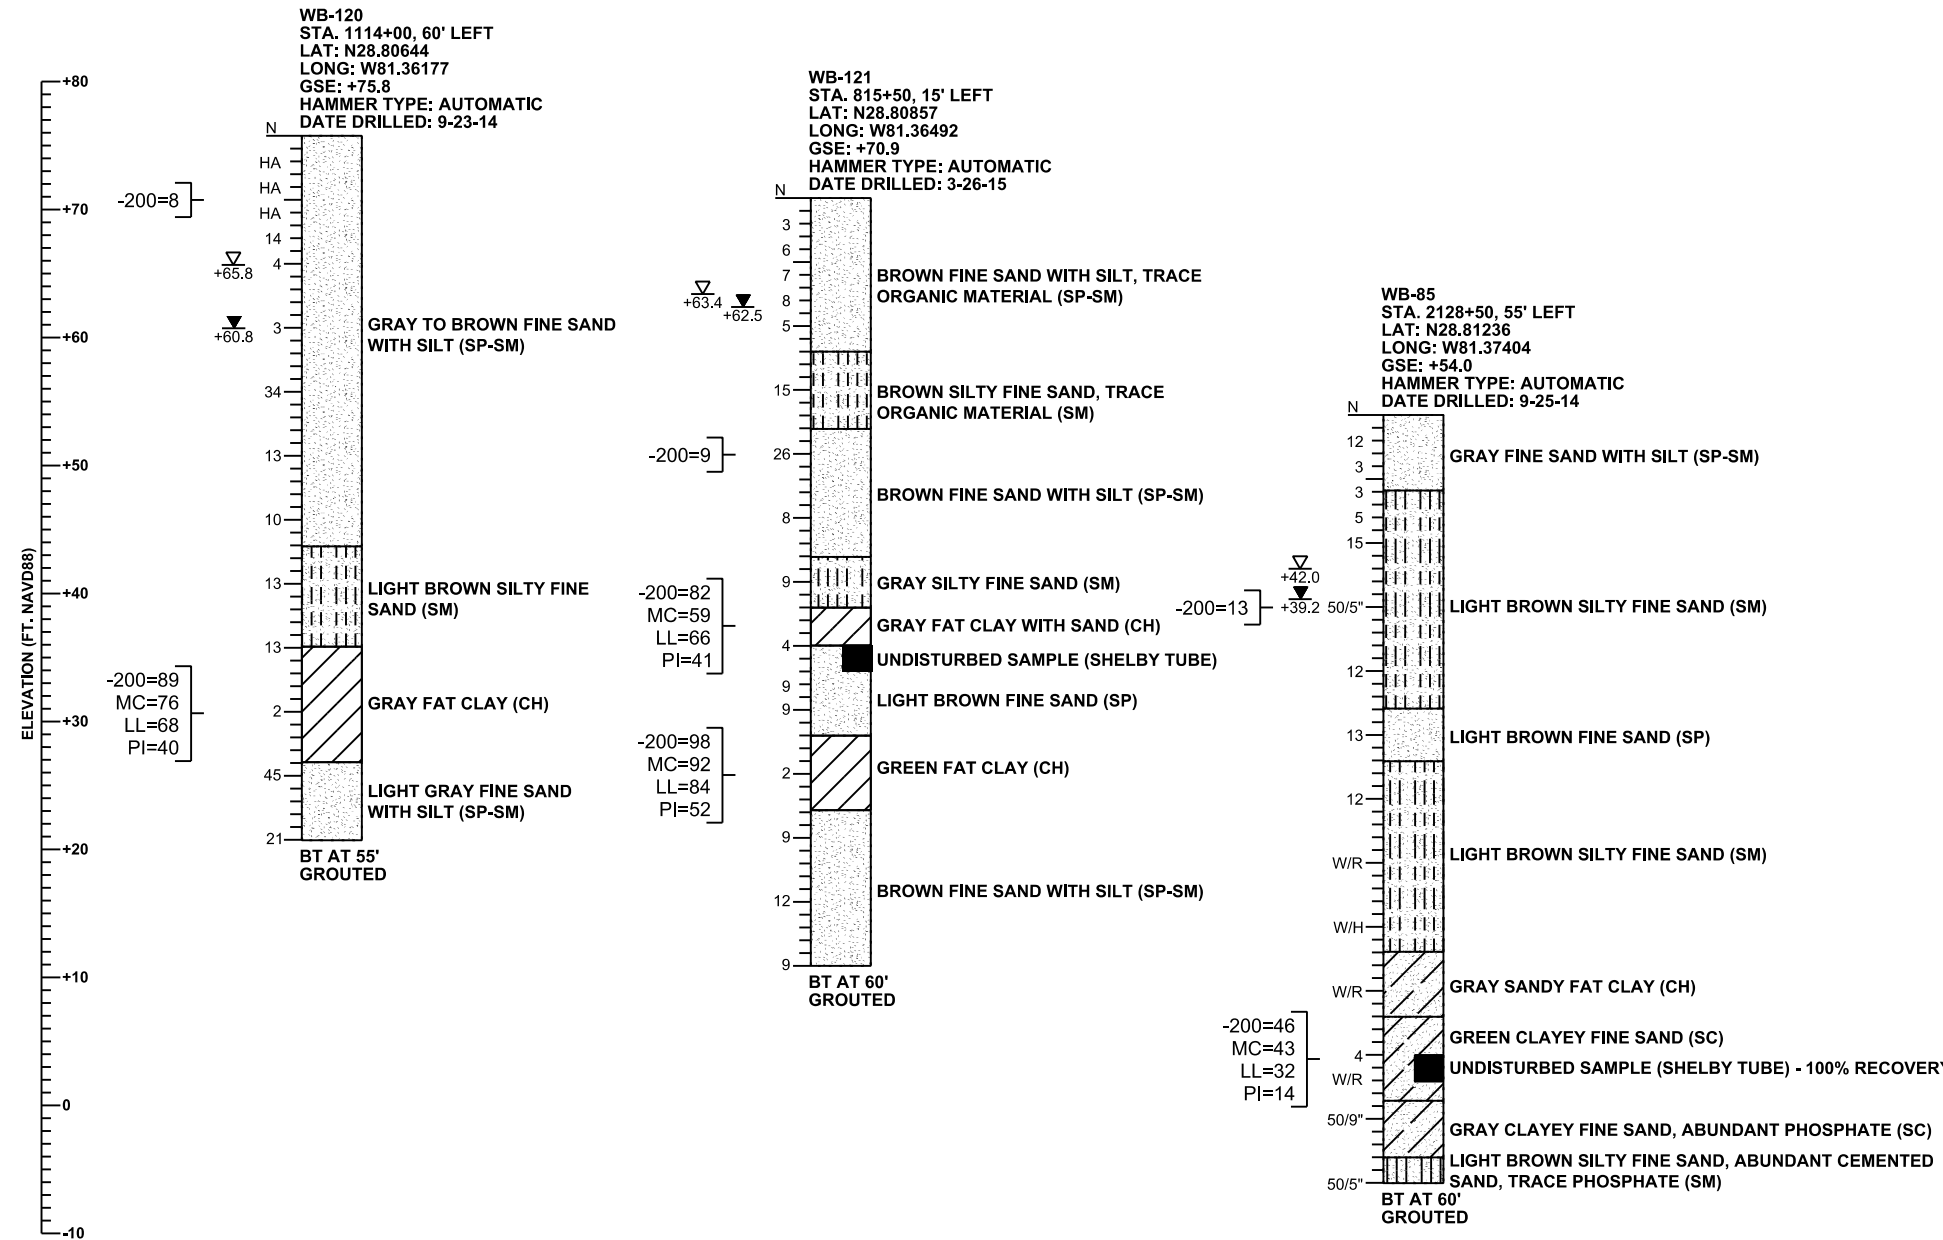 ELEVATION (FT. NAVD88)
+80
+70
+60
+50
+40
+30
+20
+10
0
-10
WB-120
STA. 1114+00, 60' LEFT
LAT: N28.80644
LONG: W81.36177
GSE: +75.8
HAMMER TYPE: AUTOMATIC
DATE DRILLED: 9-23-14
N
HA
HA
HA
14
4
3
34
13
10
13
13
2
45
21
-200=8
+65.8
+60.8
-200=89
MC=76
LL=68
PI=40
GRAY TO BROWN FINE SAND
WITH SILT (SP-SM)
LIGHT BROWN SILTY FINE
SAND (SM)
GRAY FAT CLAY (CH)
LIGHT GRAY FINE SAND
WITH SILT (SP-SM)
BT AT 55'
GROUTED
WB-121
STA. 815+50, 15' LEFT
LAT: N28.80857
LONG: W81.36492
GSE: +70.9
HAMMER TYPE: AUTOMATIC
DATE DRILLED: 3-26-15
N
3
6
7
8
5
15
26
8
9
4
9
9
2
9
12
9
+63.4
+62.5
-200=9
-200=82
MC=59
LL=66
PI=41
-200=98
MC=92
LL=84
PI=52
BROWN FINE SAND WITH SILT, TRACE
ORGANIC MATERIAL (SP-SM)
BROWN SILTY FINE SAND, TRACE
ORGANIC MATERIAL (SM)
BROWN FINE SAND WITH SILT (SP-SM)
GRAY SILTY FINE SAND (SM)
GRAY FAT CLAY WITH SAND (CH)
UNDISTURBED SAMPLE (SHELBY TUBE)
LIGHT BROWN FINE SAND (SP)
GREEN FAT CLAY (CH)
BROWN FINE SAND WITH SILT (SP-SM)
BT AT 60'
GROUTED
WB-85
STA. 2128+50, 55' LEFT
LAT: N28.81236
LONG: W81.37404
GSE: +54.0
HAMMER TYPE: AUTOMATIC
DATE DRILLED: 9-25-14
N
12
3
3
5
15
50/5"
12
13
12
W/R
W/H
W/R
4
W/R
50/9"
50/5"
+42.0
+39.2
-200=13
-200=46
MC=43
LL=32
PI=14
GRAY FINE SAND WITH SILT (SP-SM)
LIGHT BROWN SILTY FINE SAND (SM)
LIGHT BROWN FINE SAND (SP)
LIGHT BROWN SILTY FINE SAND (SM)
GRAY SANDY FAT CLAY (CH)
GREEN CLAYEY FINE SAND (SC)
UNDISTURBED SAMPLE (SHELBY TUBE) - 100% RECOVERY
GRAY CLAYEY FINE SAND, ABUNDANT PHOSPHATE (SC)
LIGHT BROWN SILTY FINE SAND, ABUNDANT CEMENTED
SAND, TRACE PHOSPHATE (SM)
BT AT 60'
GROUTED